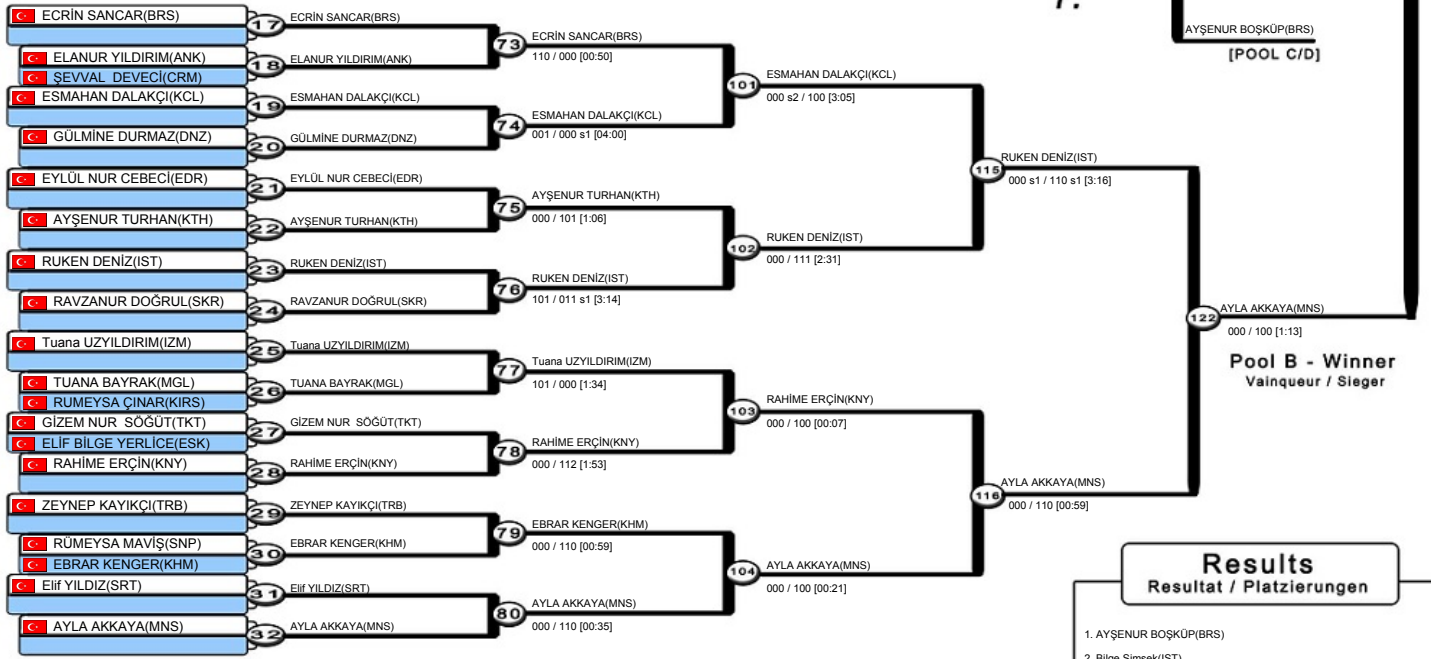 ECRİN SANCAR(BRS)
ELANUR YILDIRIM(ANK)
ŞEVVAL DEVECİ(CRM)
ESMAHAN DALAKÇI(KCL)
GÜLMİNE DURMAZ(DNZ)
EYLÜL NUR CEBECİ(EDR)
AYŞENUR TURHAN(KTH)
RUKEN DENİZ(IST)
RAVZANUR DOĞRUL(SKR)
Tuana UZYILDIRIM(IZM)
TUANA BAYRAK(MGL)
RUMEYSA ÇINAR(KIRS)
GİZEM NUR SÖĞÜT(TKT)
ELİF BİLGE YERLİCE(ESK)
RAHİME ERÇİN(KNY)
ZEYNEP KAYIKÇI(TRB)
RÜMEYSA MAVİŞ(SNP)
EBRAR KENGER(KHM)
Elif YILDIZ(SRT)
AYLA AKKAYA(MNS)
17 ECRİN SANCAR(BRS)
18 ELANUR YILDIRIM(ANK)
19 ESMAHAN DALAKÇI(KCL)
20 GÜLMİNE DURMAZ(DNZ)
21 EYLÜL NUR CEBECİ(EDR)
22 AYŞENUR TURHAN(KTH)
23 RUKEN DENİZ(IST)
24 RAVZANUR DOĞRUL(SKR)
25 Tuana UZYILDIRIM(IZM)
26 TUANA BAYRAK(MGL)
27 GİZEM NUR SÖĞÜT(TKT)
28 RAHİME ERÇİN(KNY)
29 ZEYNEP KAYIKÇI(TRB)
30 EBRAR KENGER(KHM)
31 Elif YILDIZ(SRT)
32 AYLA AKKAYA(MNS)
73 ECRİN SANCAR(BRS)
110 / 000 [00:50]
74 ESMAHAN DALAKÇI(KCL)
001 / 000 s1 [04:00]
75 AYŞENUR TURHAN(KTH)
000 / 101 [1:06]
76 RUKEN DENİZ(IST)
101 / 011 s1 [3:14]
77 Tuana UZYILDIRIM(IZM)
101 / 000 [1:34]
78 RAHİME ERÇİN(KNY)
000 / 112 [1:53]
79 EBRAR KENGER(KHM)
000 / 110 [00:59]
80 AYLA AKKAYA(MNS)
000 / 110 [00:35]
101 ESMAHAN DALAKÇI(KCL)
000 s2 / 100 [3:05]
102 RUKEN DENİZ(IST)
000 / 111 [2:31]
103 RAHİME ERÇİN(KNY)
000 / 100 [00:07]
104 AYLA AKKAYA(MNS)
000 / 100 [00:21]
115 RUKEN DENİZ(IST)
000 s1 / 110 s1 [3:16]
116 AYLA AKKAYA(MNS)
000 / 110 [00:59]
AYŞENUR BOŞKÜP(BRS)
[POOL C/D]
122 AYLA AKKAYA(MNS)
000 / 100 [1:13]
Pool B - Winner
Vainqueur / Sieger
Results
Resultat / Platzierungen
1. AYŞENUR BOŞKÜP(BRS)
2. Bilge Şimşek(IST)